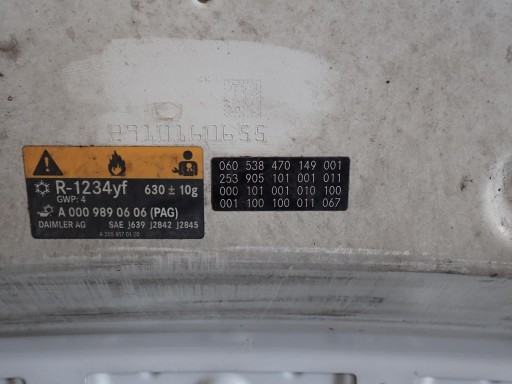 R-1234yf 630 ± 10g
GWP: 4
A 000 989 06 06 (PAG)
DAIMLER AG SAE J639 J2842 J2845
060 538 470 149 001
253 905 101 001 011
000 101 001 010 100
001 100 100 011 067